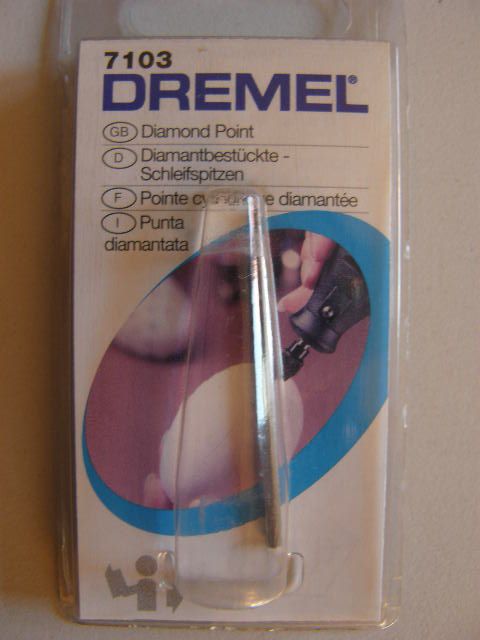 7103
DREMEL®
GB Diamond Point
D Diamantbestückte -
Schleifspitzen
F Pointe diamantée
I Punta
diamantata